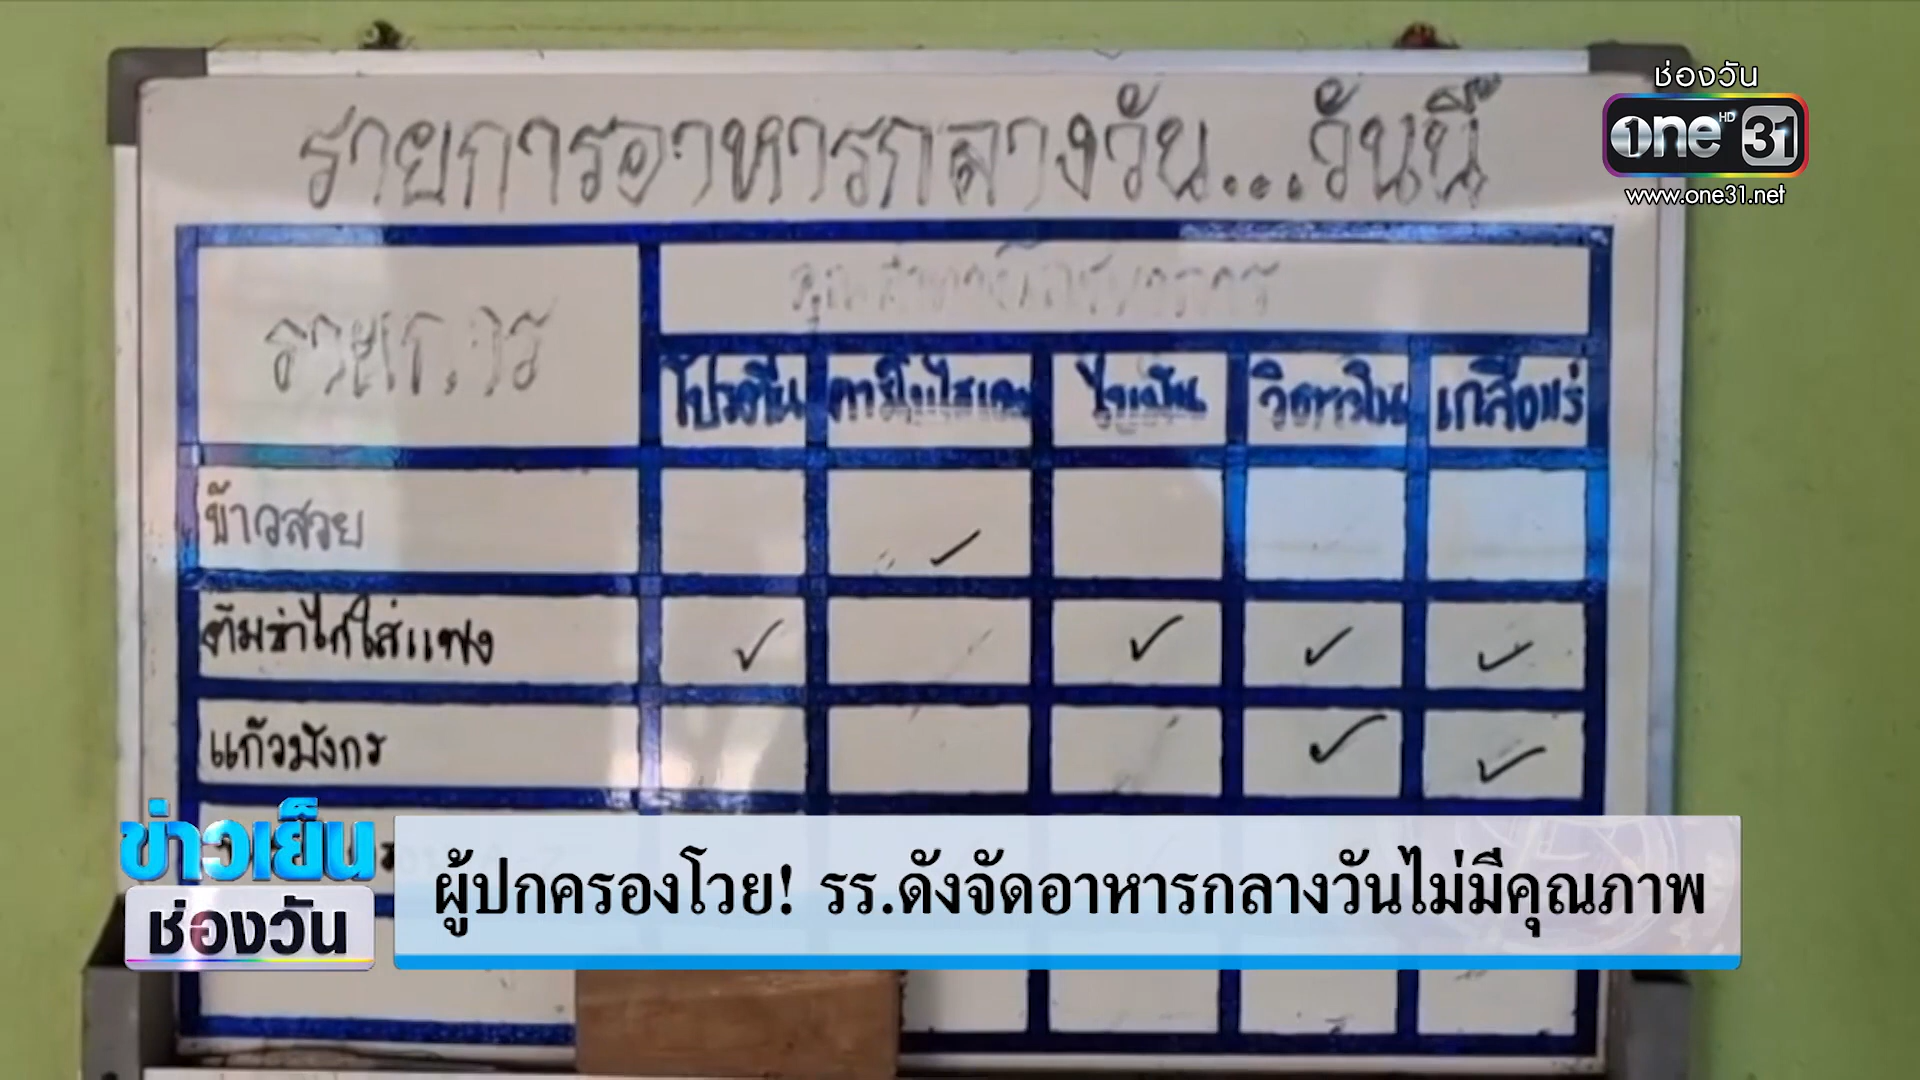 ช่องวัน
one HD 31
www.one31.net
รายการอาหารกลางวัน...วันนี้
รายการ
โปรตีน คาร์โบไฮเดรต ไขมัน วิตามิน เกลือแร่
ข้าวสวย
ต้มข่าไก่ใส่แฟง
แก้วมังกร
ข่าวเย็น
ช่องวัน
ผู้ปกครองโวย! รร.ดังจัดอาหารกลางวันไม่มีคุณภาพ